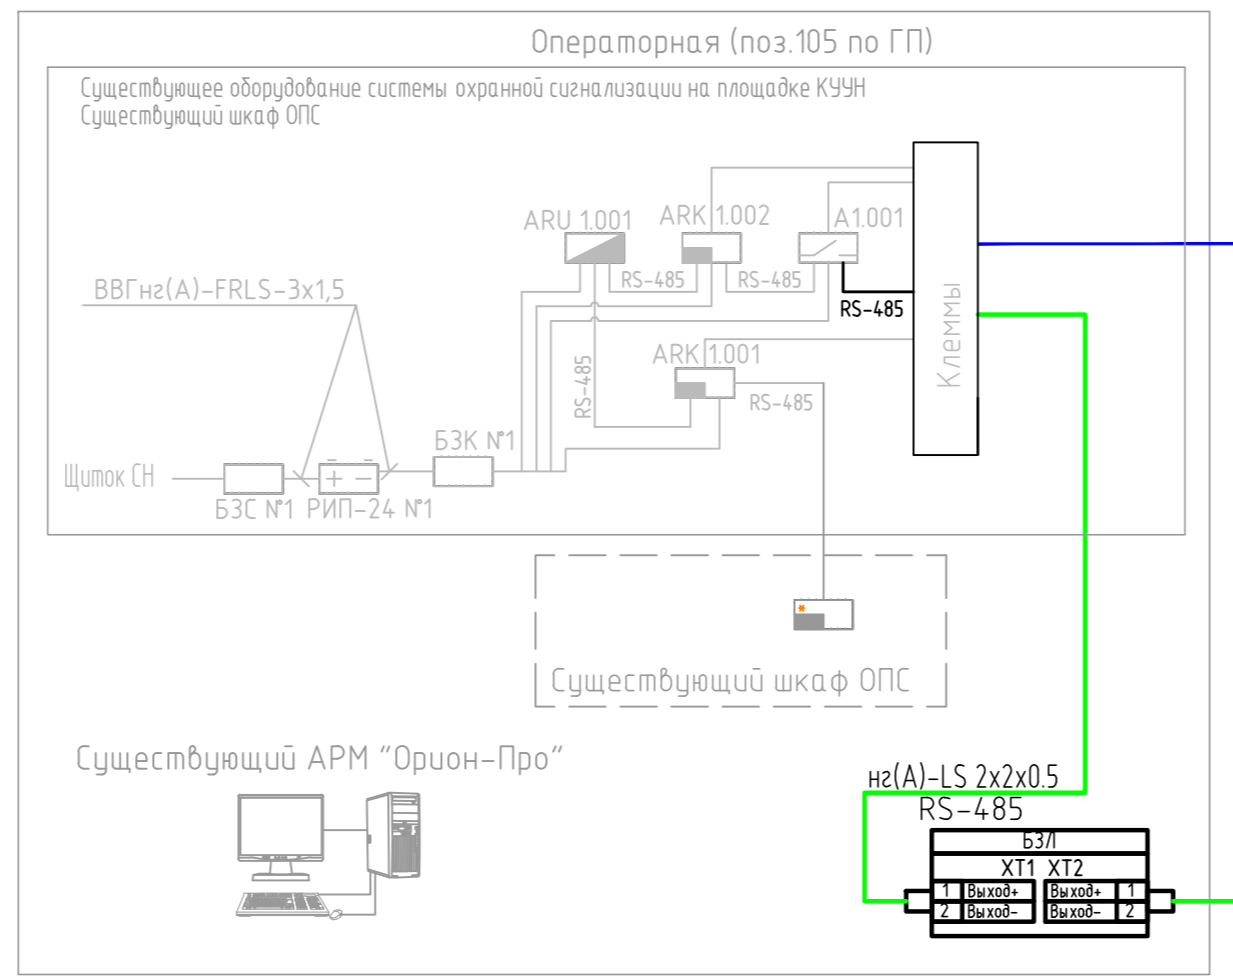 Операторная (поз.105 по ГП)
Существующее оборудование системы охранной сигнализации на площадке КУУН
Существующий шкаф ОПС
ARU 1.001
ARK 1.002
A1.001
RS-485
RS-485
RS-485
ВВГнг(А)-FRLS-3х1,5
ARK 1.001
RS-485
RS-485
Клеммы
БЗК №1
Щиток СН
+ -
БЗС №1
РИП-24 №1
*
Существующий шкаф ОПС
Существующий АРМ "Орион-Про"
нг(А)-LS 2х2х0.5
RS-485
БЗЛ
XT1 XT2
1 Выход+ Выход+ 1
2 Выход- Выход- 2